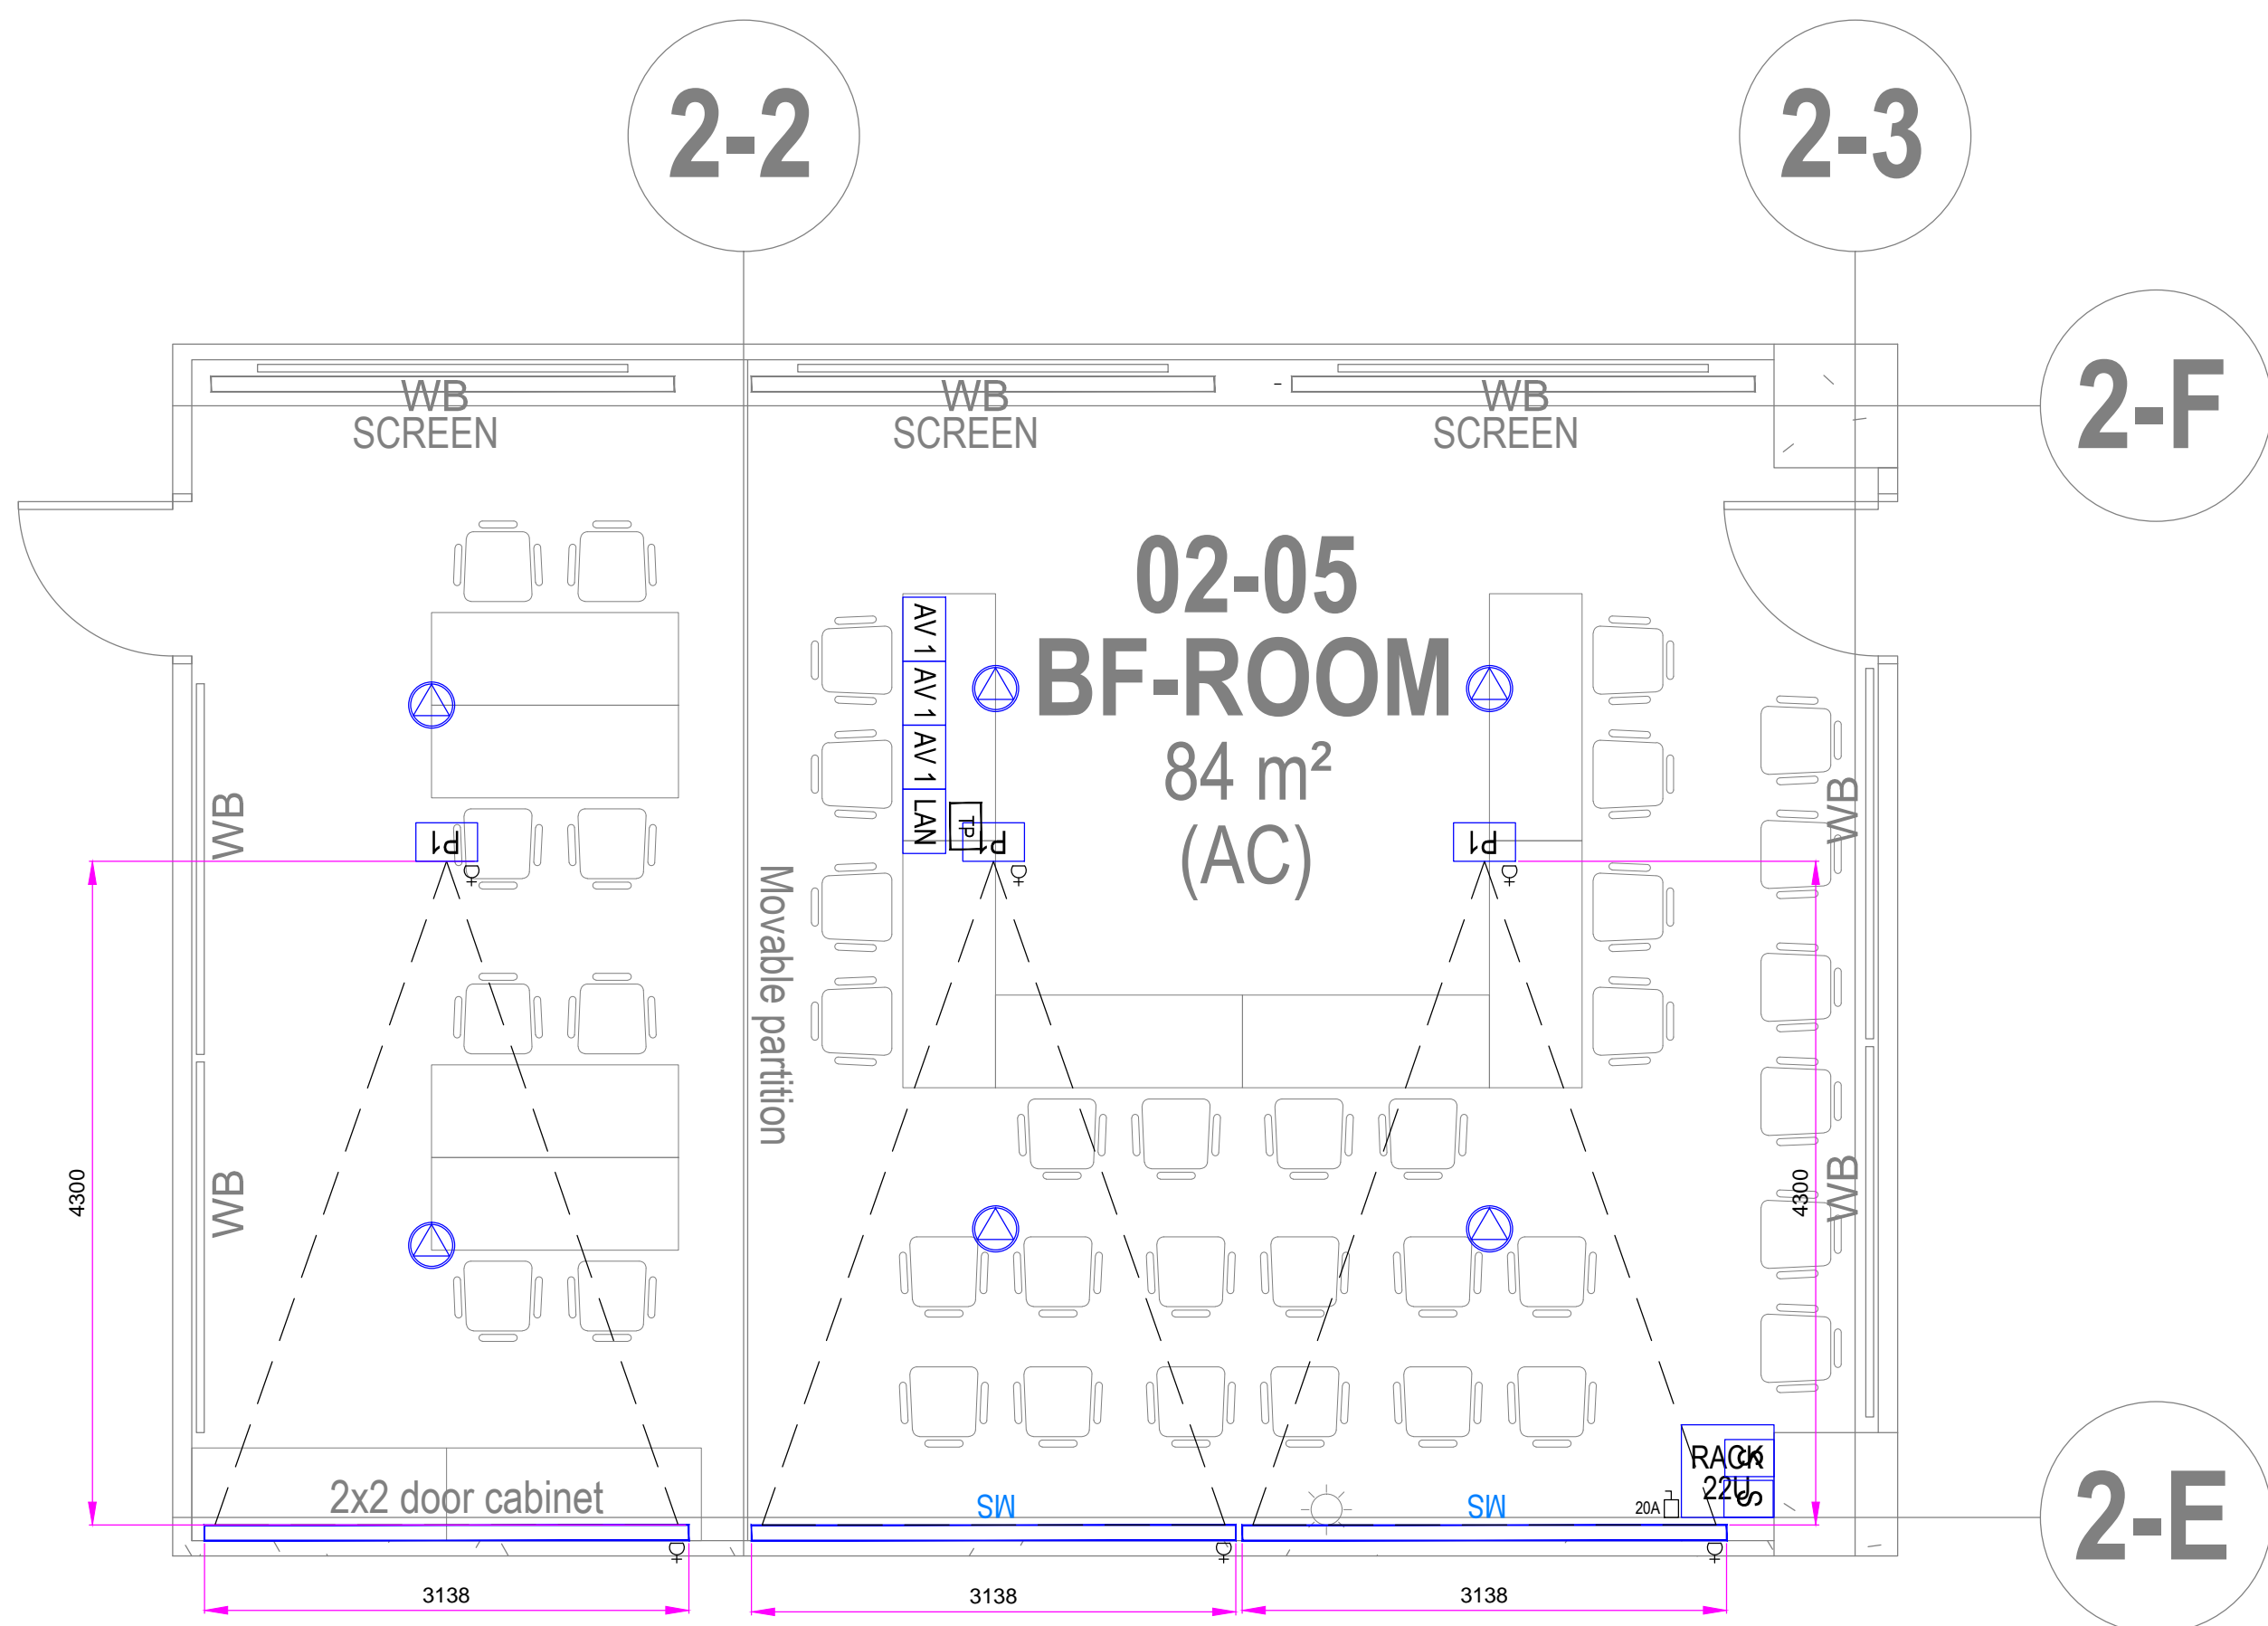 2-2
2-3
2-F
WB
SCREEN
WB
SCREEN
WB
SCREEN
02-05
BF-ROOM
84 m²
(AC)
AV 1
AV 1
AV 1
LAN
TP
P1
P1
P1
WB
WB
WB
WB
Movable partition
4300
4300
2x2 door cabinet
MS
MS
20A
RACK
22U
S
S
2-E
3138
3138
3138